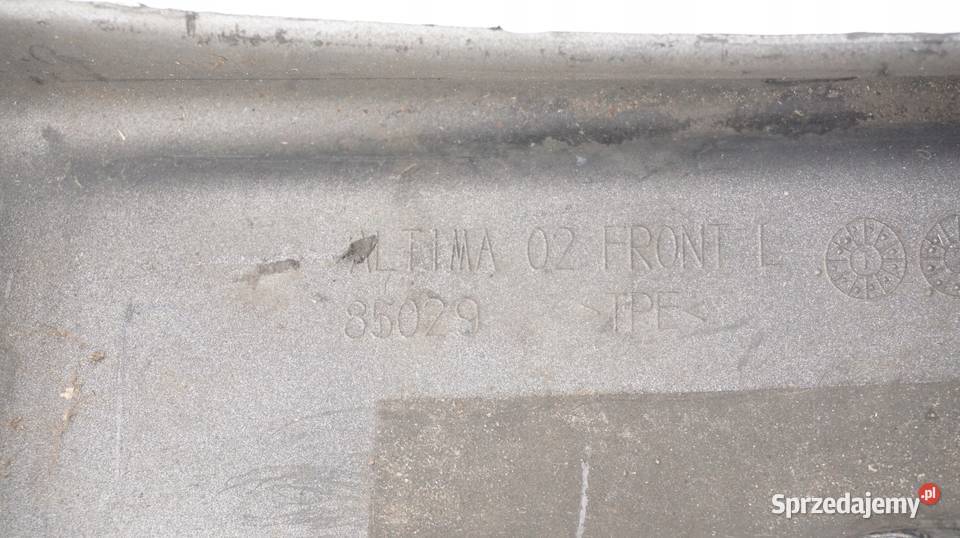 ALTIMA 02 FRONT L
85029 >TPE<
Sprzedajemy.pl